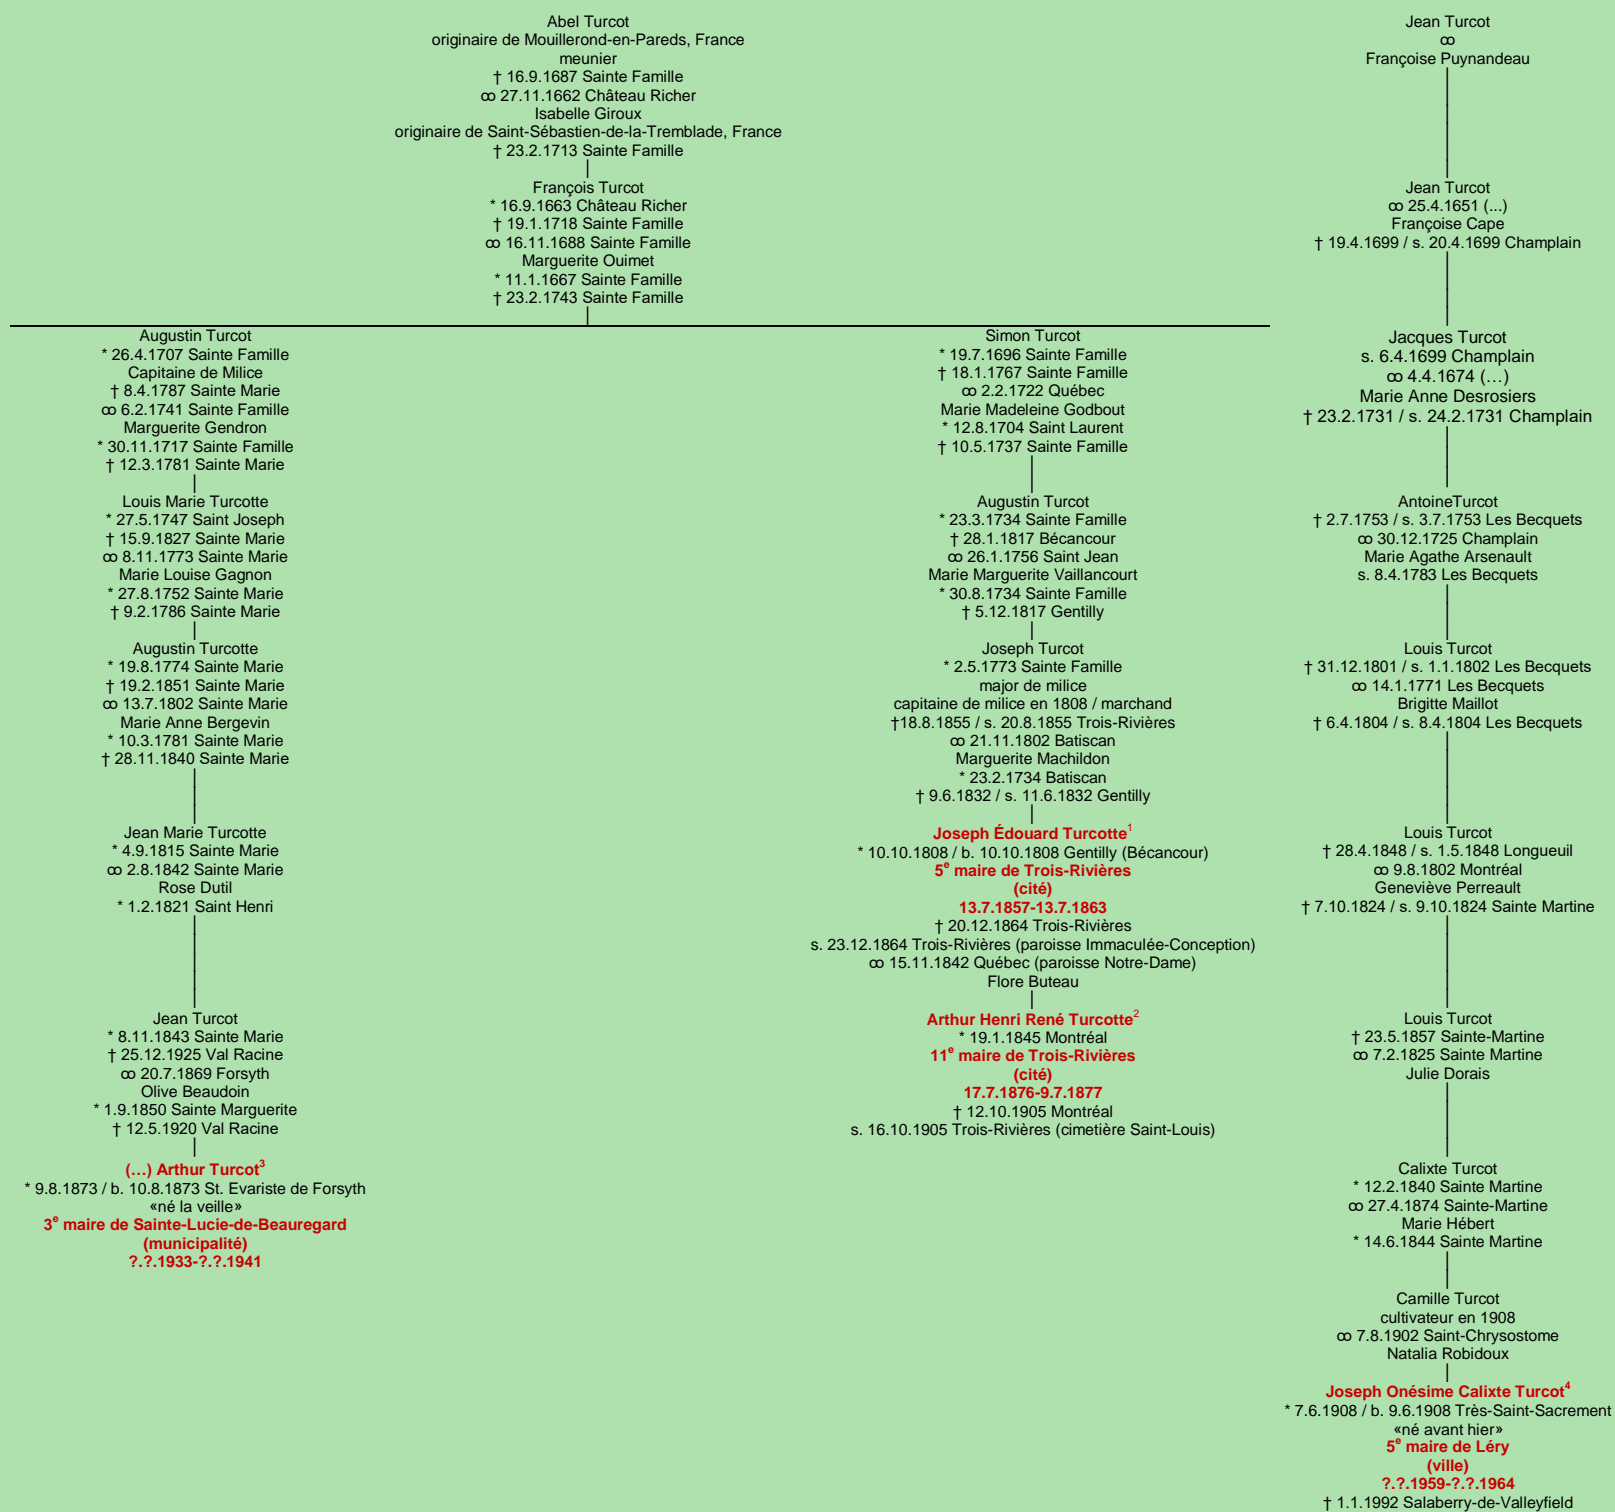 Abel Turcot
originaire de Mouillerond-en-Pareds, France
meunier
† 16.9.1687 Sainte Famille
ꝏ 27.11.1662 Château Richer
Isabelle Giroux
originaire de Saint-Sébastien-de-la-Tremblade, France
† 23.2.1713 Sainte Famille
François Turcot
* 16.9.1663 Château Richer
† 19.1.1718 Sainte Famille
ꝏ 16.11.1688 Sainte Famille
Marguerite Ouimet
* 11.1.1667 Sainte Famille
† 23.2.1743 Sainte Famille
Augustin Turcot
* 26.4.1707 Sainte Famille
Capitaine de Milice
† 8.4.1787 Sainte Marie
ꝏ 6.2.1741 Sainte Famille
Marguerite Gendron
* 30.11.1717 Sainte Famille
† 12.3.1781 Sainte Marie
Louis Marie Turcotte
* 27.5.1747 Saint Joseph
† 15.9.1827 Sainte Marie
ꝏ 8.11.1773 Sainte Marie
Marie Louise Gagnon
* 27.8.1752 Sainte Marie
† 9.2.1786 Sainte Marie
Augustin Turcotte
* 19.8.1774 Sainte Marie
† 19.2.1851 Sainte Marie
ꝏ 13.7.1802 Sainte Marie
Marie Anne Bergevin
* 10.3.1781 Sainte Marie
† 28.11.1840 Sainte Marie
Jean Marie Turcotte
* 4.9.1815 Sainte Marie
ꝏ 2.8.1842 Sainte Marie
Rose Dutil
* 1.2.1821 Saint Henri
Jean Turcot
* 8.11.1843 Sainte Marie
† 25.12.1925 Val Racine
ꝏ 20.7.1869 Forsyth
Olive Beaudoin
* 1.9.1850 Sainte Marguerite
† 12.5.1920 Val Racine
(...) Arthur Turcot³
* 9.8.1873 / b. 10.8.1873 St. Evariste de Forsyth
«né la veille»
3e maire de Sainte-Lucie-de-Beauregard
(municipalité)
?.?.1933-?.?.1941
Simon Turcot
* 19.7.1696 Sainte Famille
† 18.1.1767 Sainte Famille
ꝏ 2.2.1722 Québec
Marie Madeleine Godbout
* 12.8.1704 Saint Laurent
† 10.5.1737 Sainte Famille
Augustin Turcot
* 23.3.1734 Sainte Famille
† 28.1.1817 Bécancour
ꝏ 26.1.1756 Saint Jean
Marie Marguerite Vaillancourt
* 30.8.1734 Sainte Famille
† 5.12.1817 Gentilly
Joseph Turcot
* 2.5.1773 Sainte Famille
major de milice
capitaine de milice en 1808 / marchand
†18.8.1855 / s. 20.8.1855 Trois-Rivières
ꝏ 21.11.1802 Batiscan
Marguerite Machildon
* 23.2.1734 Batiscan
† 9.6.1832 / s. 11.6.1832 Gentilly
Joseph Édouard Turcotte¹
* 10.10.1808 / b. 10.10.1808 Gentilly (Bécancour)
5e maire de Trois-Rivières
(cité)
13.7.1857-13.7.1863
† 20.12.1864 Trois-Rivières
s. 23.12.1864 Trois-Rivières (paroisse Immaculée-Conception)
ꝏ 15.11.1842 Québec (paroisse Notre-Dame)
Flore Buteau
Arthur Henri René Turcotte²
* 19.1.1845 Montréal
11e maire de Trois-Rivières
(cité)
17.7.1876-9.7.1877
† 12.10.1905 Montréal
s. 16.10.1905 Trois-Rivières (cimetière Saint-Louis)
Jean Turcot
ꝏ
Françoise Puynandeau
Jean Turcot
ꝏ 25.4.1651 (...)
Françoise Cape
† 19.4.1699 / s. 20.4.1699 Champlain
Jacques Turcot
s. 6.4.1699 Champlain
ꝏ 4.4.1674 (…)
Marie Anne Desrosiers
† 23.2.1731 / s. 24.2.1731 Champlain
AntoineTurcot
† 2.7.1753 / s. 3.7.1753 Les Becquets
ꝏ 30.12.1725 Champlain
Marie Agathe Arsenault
s. 8.4.1783 Les Becquets
Louis Turcot
† 31.12.1801 / s. 1.1.1802 Les Becquets
ꝏ 14.1.1771 Les Becquets
Brigitte Maillot
† 6.4.1804 / s. 8.4.1804 Les Becquets
Louis Turcot
† 28.4.1848 / s. 1.5.1848 Longueuil
ꝏ 9.8.1802 Montréal
Geneviève Perreault
† 7.10.1824 / s. 9.10.1824 Sainte Martine
Louis Turcot
† 23.5.1857 Sainte-Martine
ꝏ 7.2.1825 Sainte Martine
Julie Dorais
Calixte Turcot
* 12.2.1840 Sainte Martine
ꝏ 27.4.1874 Sainte-Martine
Marie Hébert
* 14.6.1844 Sainte Martine
Camille Turcot
cultivateur en 1908
ꝏ 7.8.1902 Saint-Chrysostome
Natalia Robidoux
Joseph Onésime Calixte Turcot⁴
* 7.6.1908 / b. 9.6.1908 Très-Saint-Sacrement
«né avant hier»
5e maire de Léry
(ville)
?.?.1959-?.?.1964
† 1.1.1992 Salaberry-de-Valleyfield